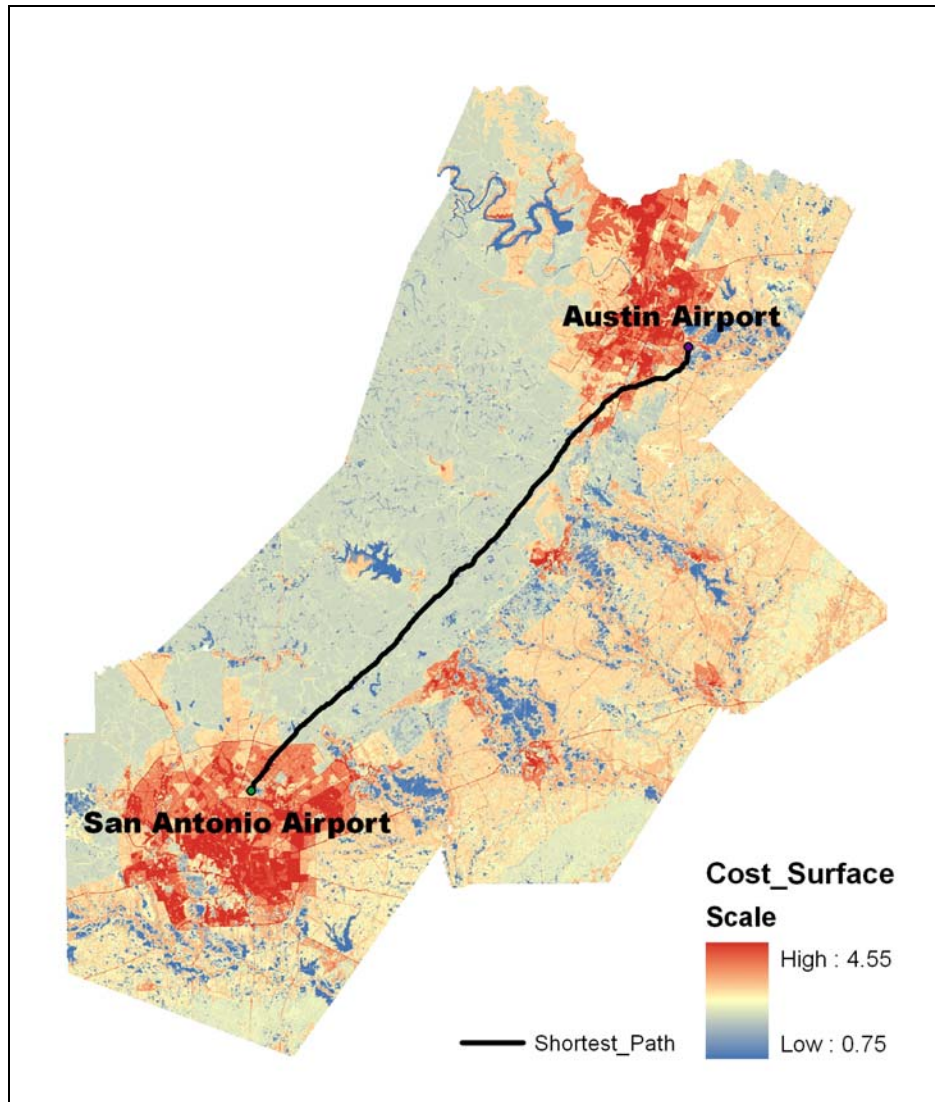 Austin Airport
San Antonio Airport
Cost_Surface
Scale
High : 4.55
Low : 0.75
Shortest_Path